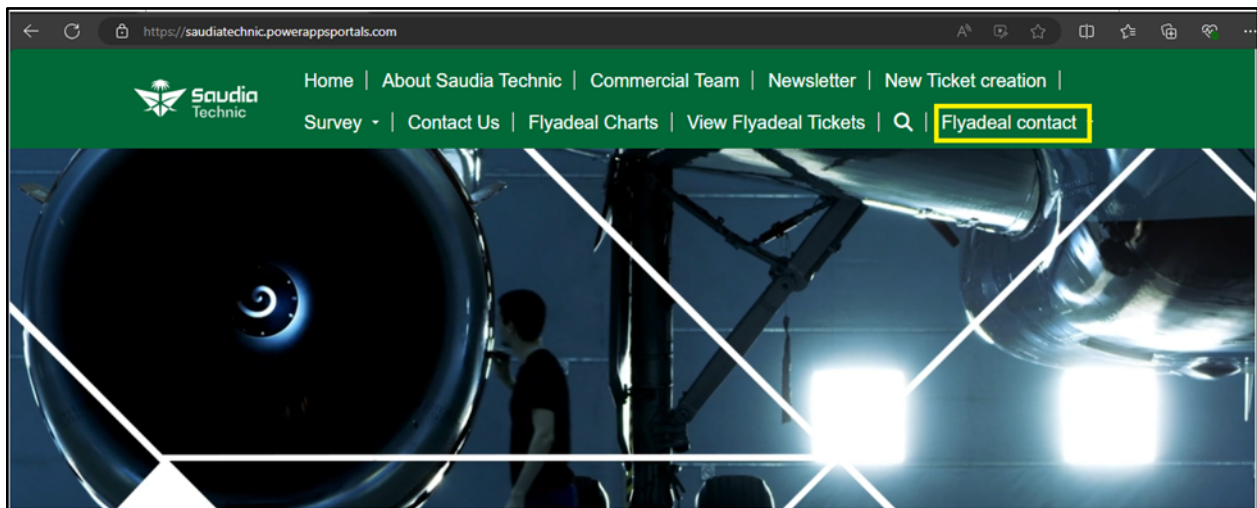 https://saudiatechnic.powerappsportals.com
Saudia
Technic
Home | About Saudia Technic | Commercial Team | Newsletter | New Ticket creation |
Survey | Contact Us | Flyadeal Charts | View Flyadeal Tickets | | Flyadeal contact